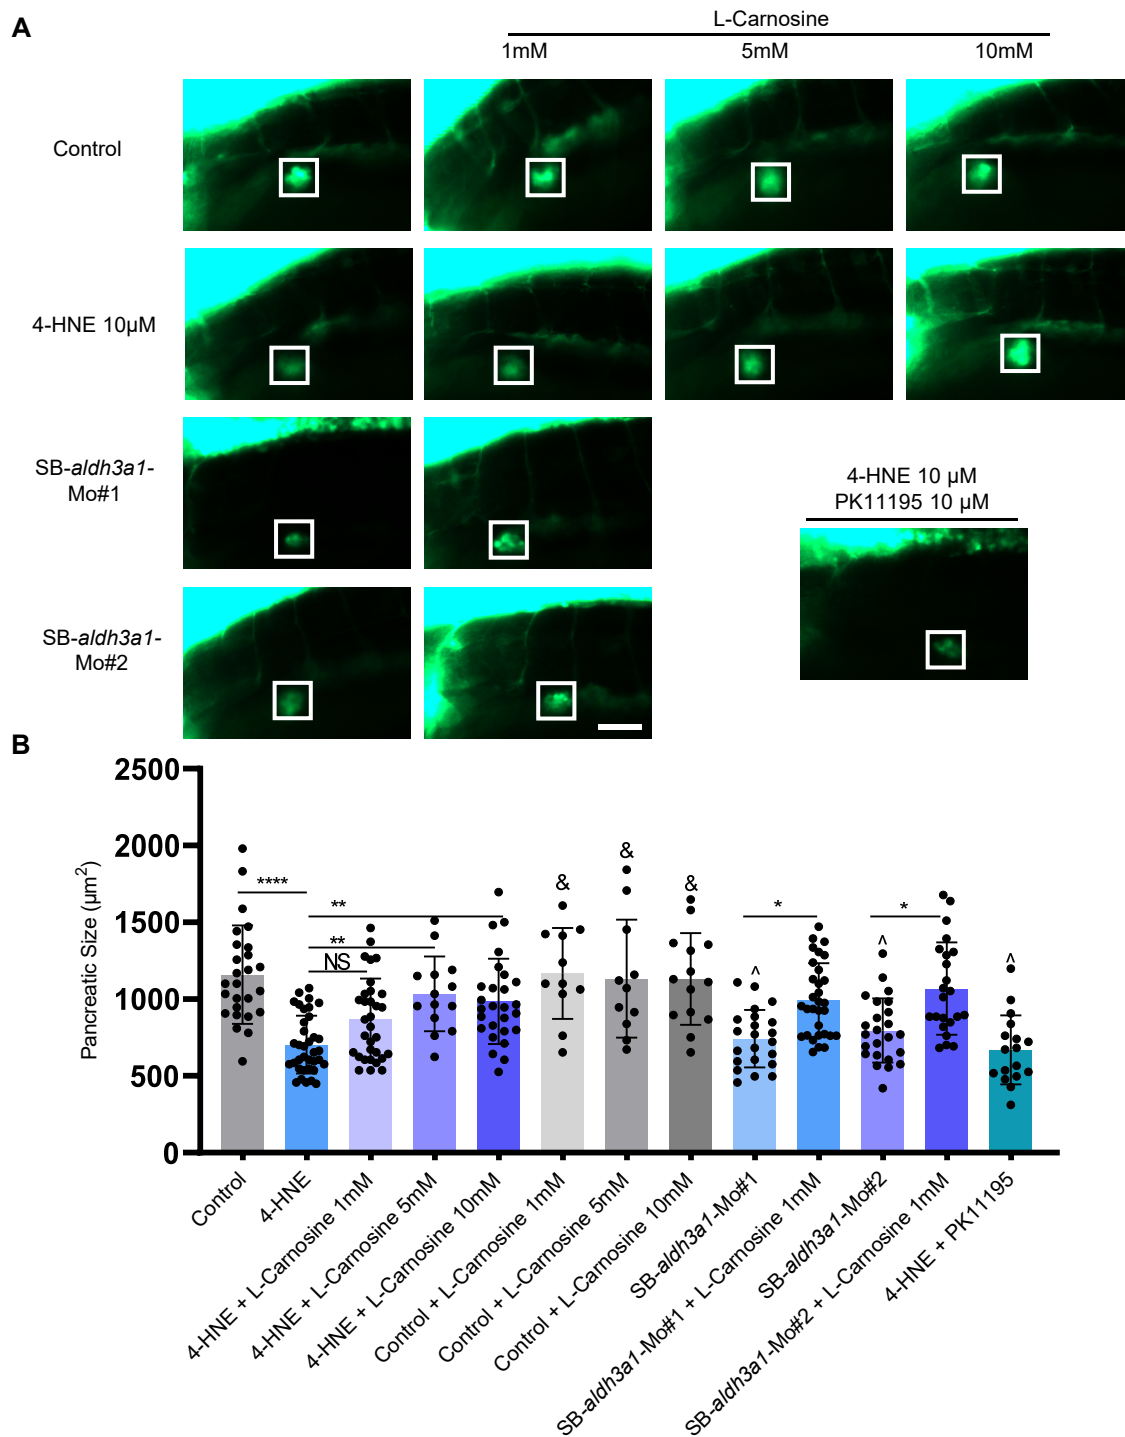 A
L-Carnosine
1mM 5mM 10mM
Control
4-HNE 10μM
SB-aldh3a1-
Mo#1
4-HNE 10 μM
PK11195 10 μM
SB-aldh3a1-
Mo#2
B
Pancreatic Size (μm²)
2500
2000
1500
1000
500
0
****
**
**
NS
&
&
&
^
*
^
*
^
Control
4-HNE
4-HNE + L-Carnosine 1mM
4-HNE + L-Carnosine 5mM
4-HNE + L-Carnosine 10mM
Control + L-Carnosine 1mM
Control + L-Carnosine 5mM
Control + L-Carnosine 10mM
SB-aldh3a1-Mo#1
SB-aldh3a1-Mo#1 + L-Carnosine 1mM
SB-aldh3a1-Mo#2
SB-aldh3a1-Mo#2 + L-Carnosine 1mM
4-HNE + PK11195